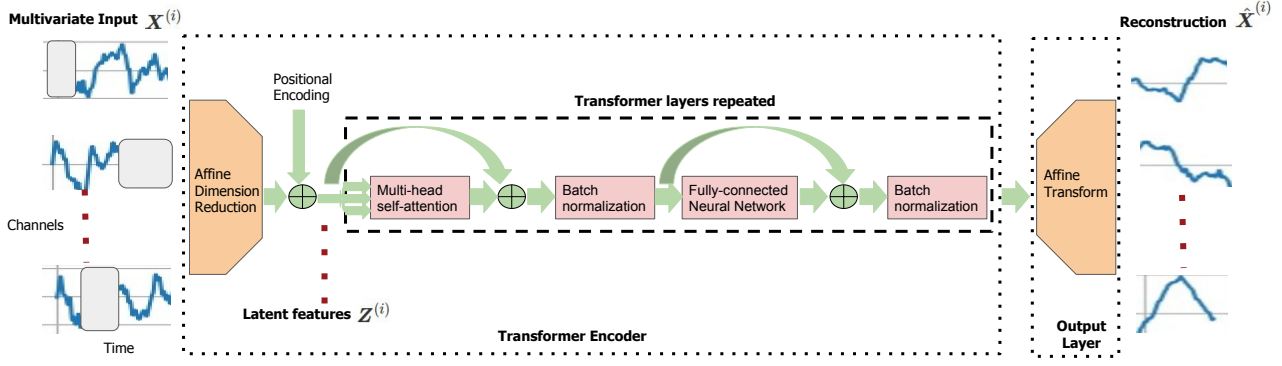 Multivariate Input X^{(i)}
Channels
Time
Affine
Dimension
Reduction
Positional
Encoding
Transformer layers repeated
Multi-head
self-attention
Batch
normalization
Fully-connected
Neural Network
Batch
normalization
Latent features Z^{(i)}
Transformer Encoder
Affine
Transform
Output
Layer
Reconstruction X̂^{(i)}